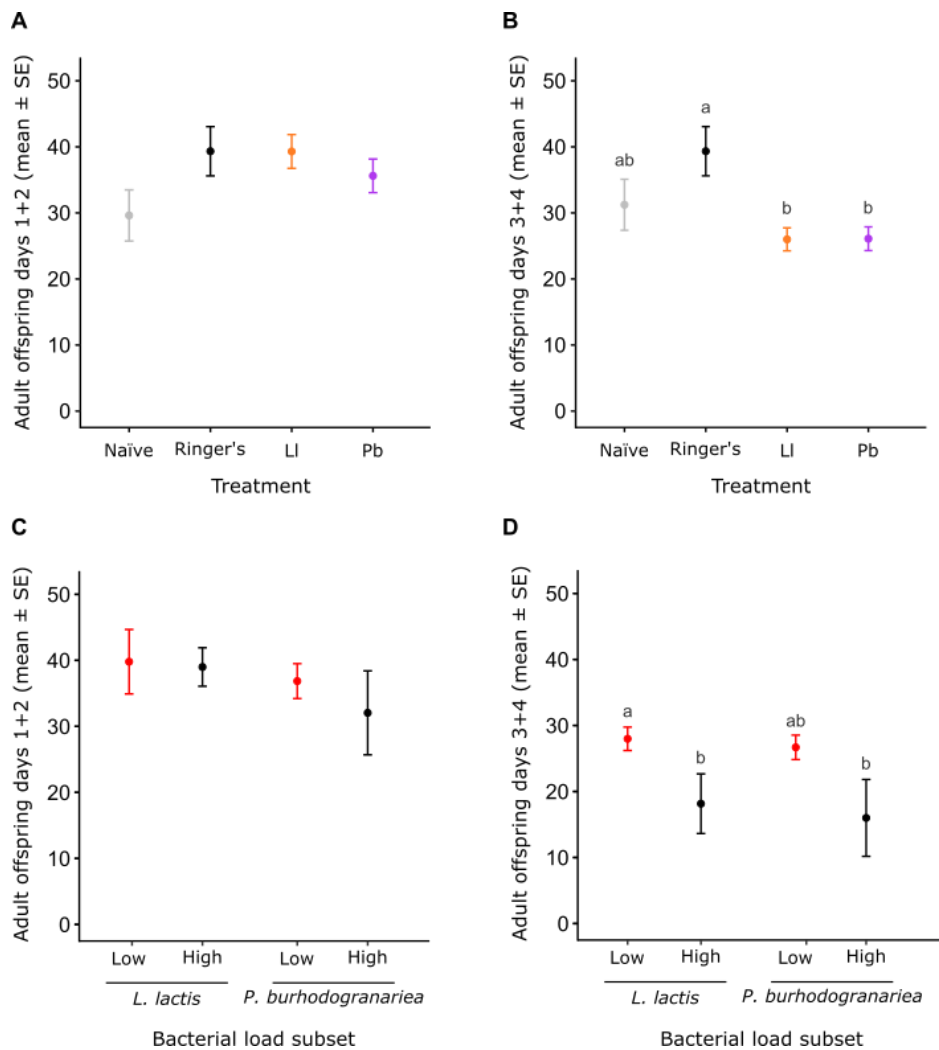 A
Adult offspring days 1+2 (mean ± SE)
50
40
30
20
10
0
Naïve Ringer's Ll Pb
Treatment
B
Adult offspring days 3+4 (mean ± SE)
50
40
30
20
10
0
ab a b b
Naïve Ringer's Ll Pb
Treatment
C
Adult offspring days 1+2 (mean ± SE)
50
40
30
20
10
0
Low High Low High
L. lactis P. burhodogranariea
Bacterial load subset
D
Adult offspring days 3+4 (mean ± SE)
50
40
30
20
10
0
a b ab b
Low High Low High
L. lactis P. burhodogranariea
Bacterial load subset